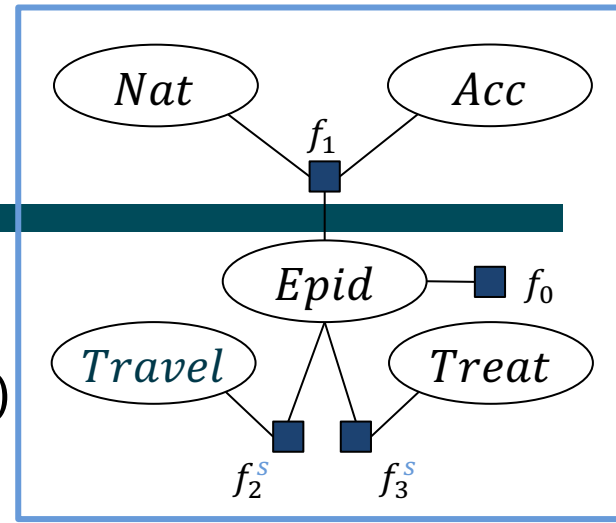 Nat Acc
f₁
Epid f₀
Travel Treat
)
f₂ˢ f₃ˢ